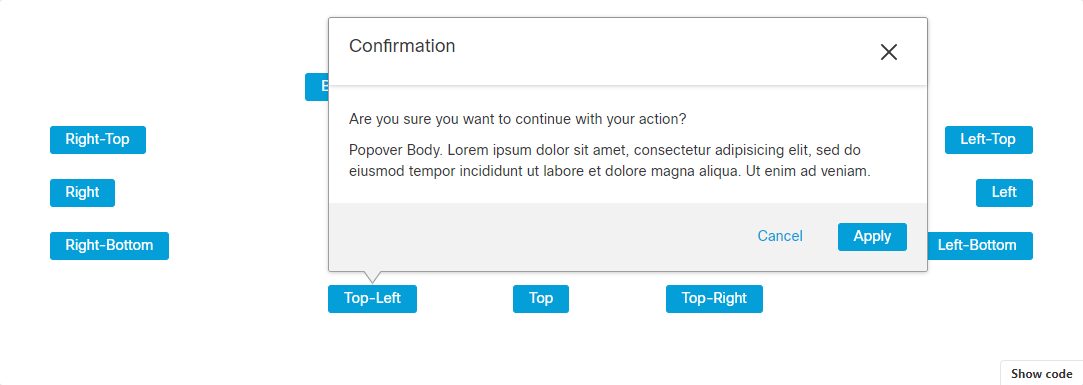 Confirmation
Right-Top
Left-Top
Are you sure you want to continue with your action?
Popover Body. Lorem ipsum dolor sit amet, consectetur adipisicing elit, sed do
eiusmod tempor incididunt ut labore et dolore magna aliqua. Ut enim ad veniam.
Right
Left
Right-Bottom
Cancel
Apply
Left-Bottom
Top-Left
Top
Top-Right
Show code